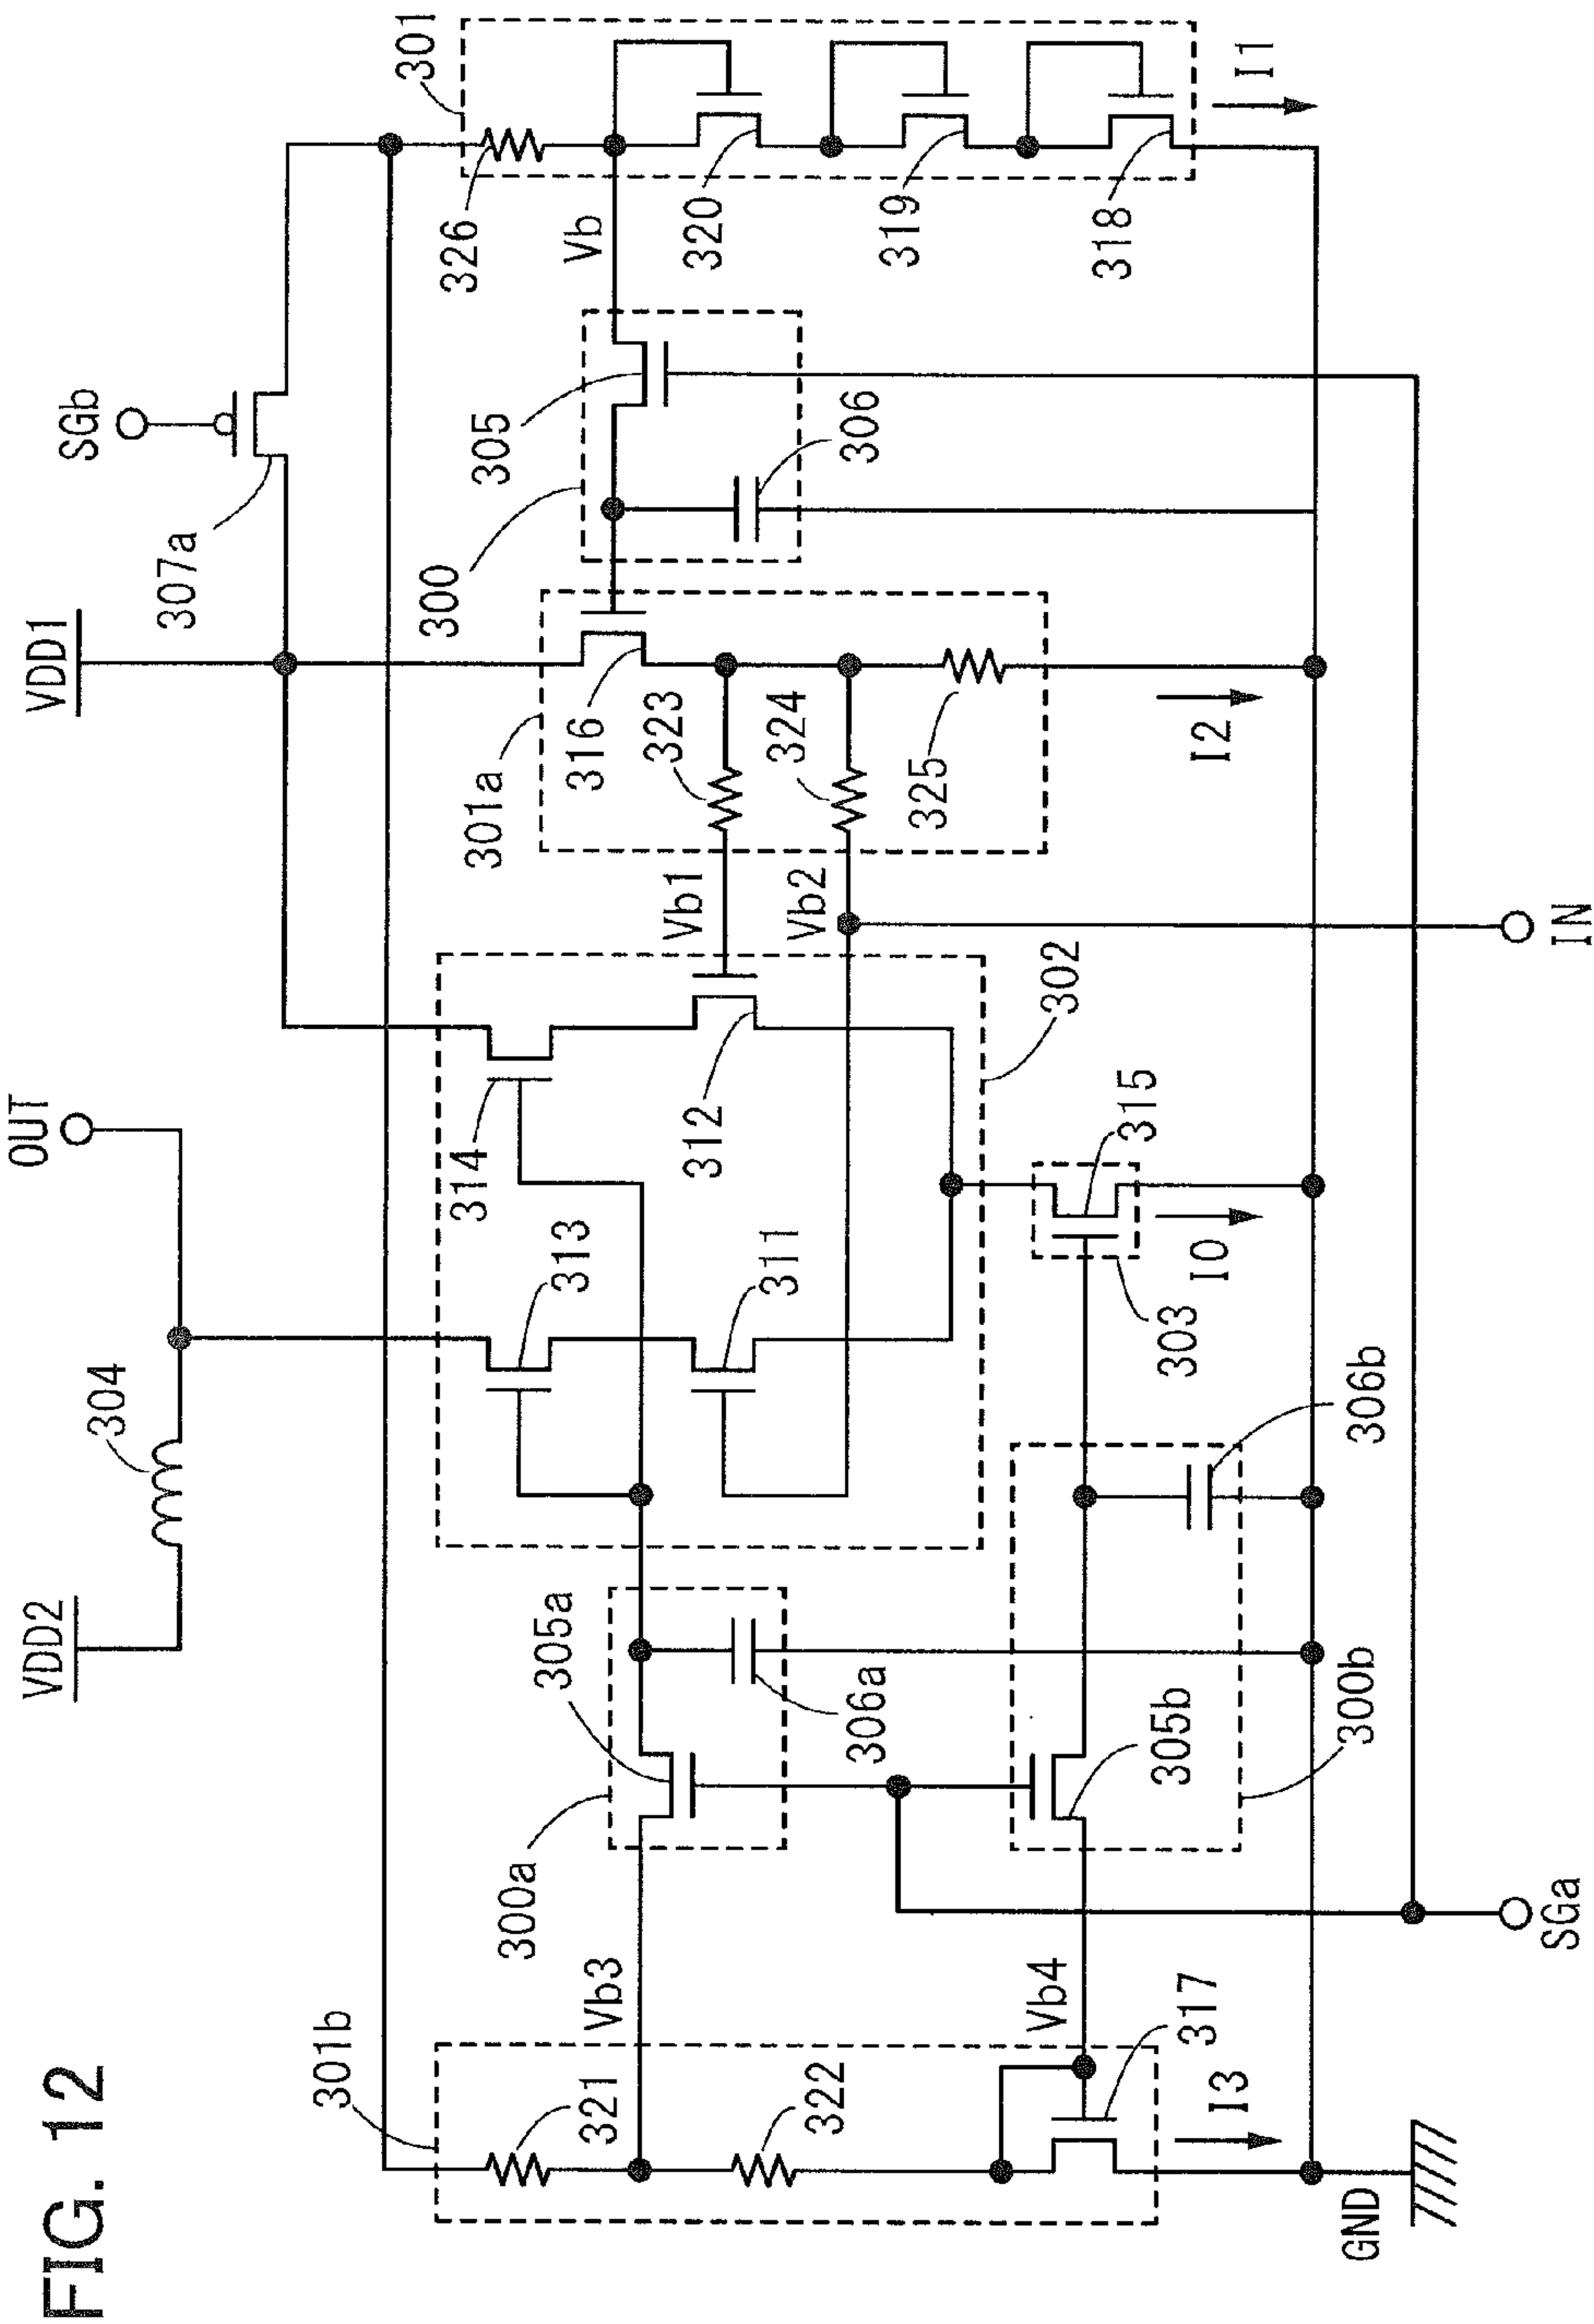 FIG. 12
VDD2
304
OUT
VDD1
307a
SGb
301b
321
Vb3
322
Vb4
317
I3
GND
300a
305a
306a
305b
300b
SGa
313
314
311
312
302
306b
303
315
I0
Vb1
Vb2
IN
301a
316
323
324
325
I2
300
305
306
Vb
301
326
320
319
318
I1